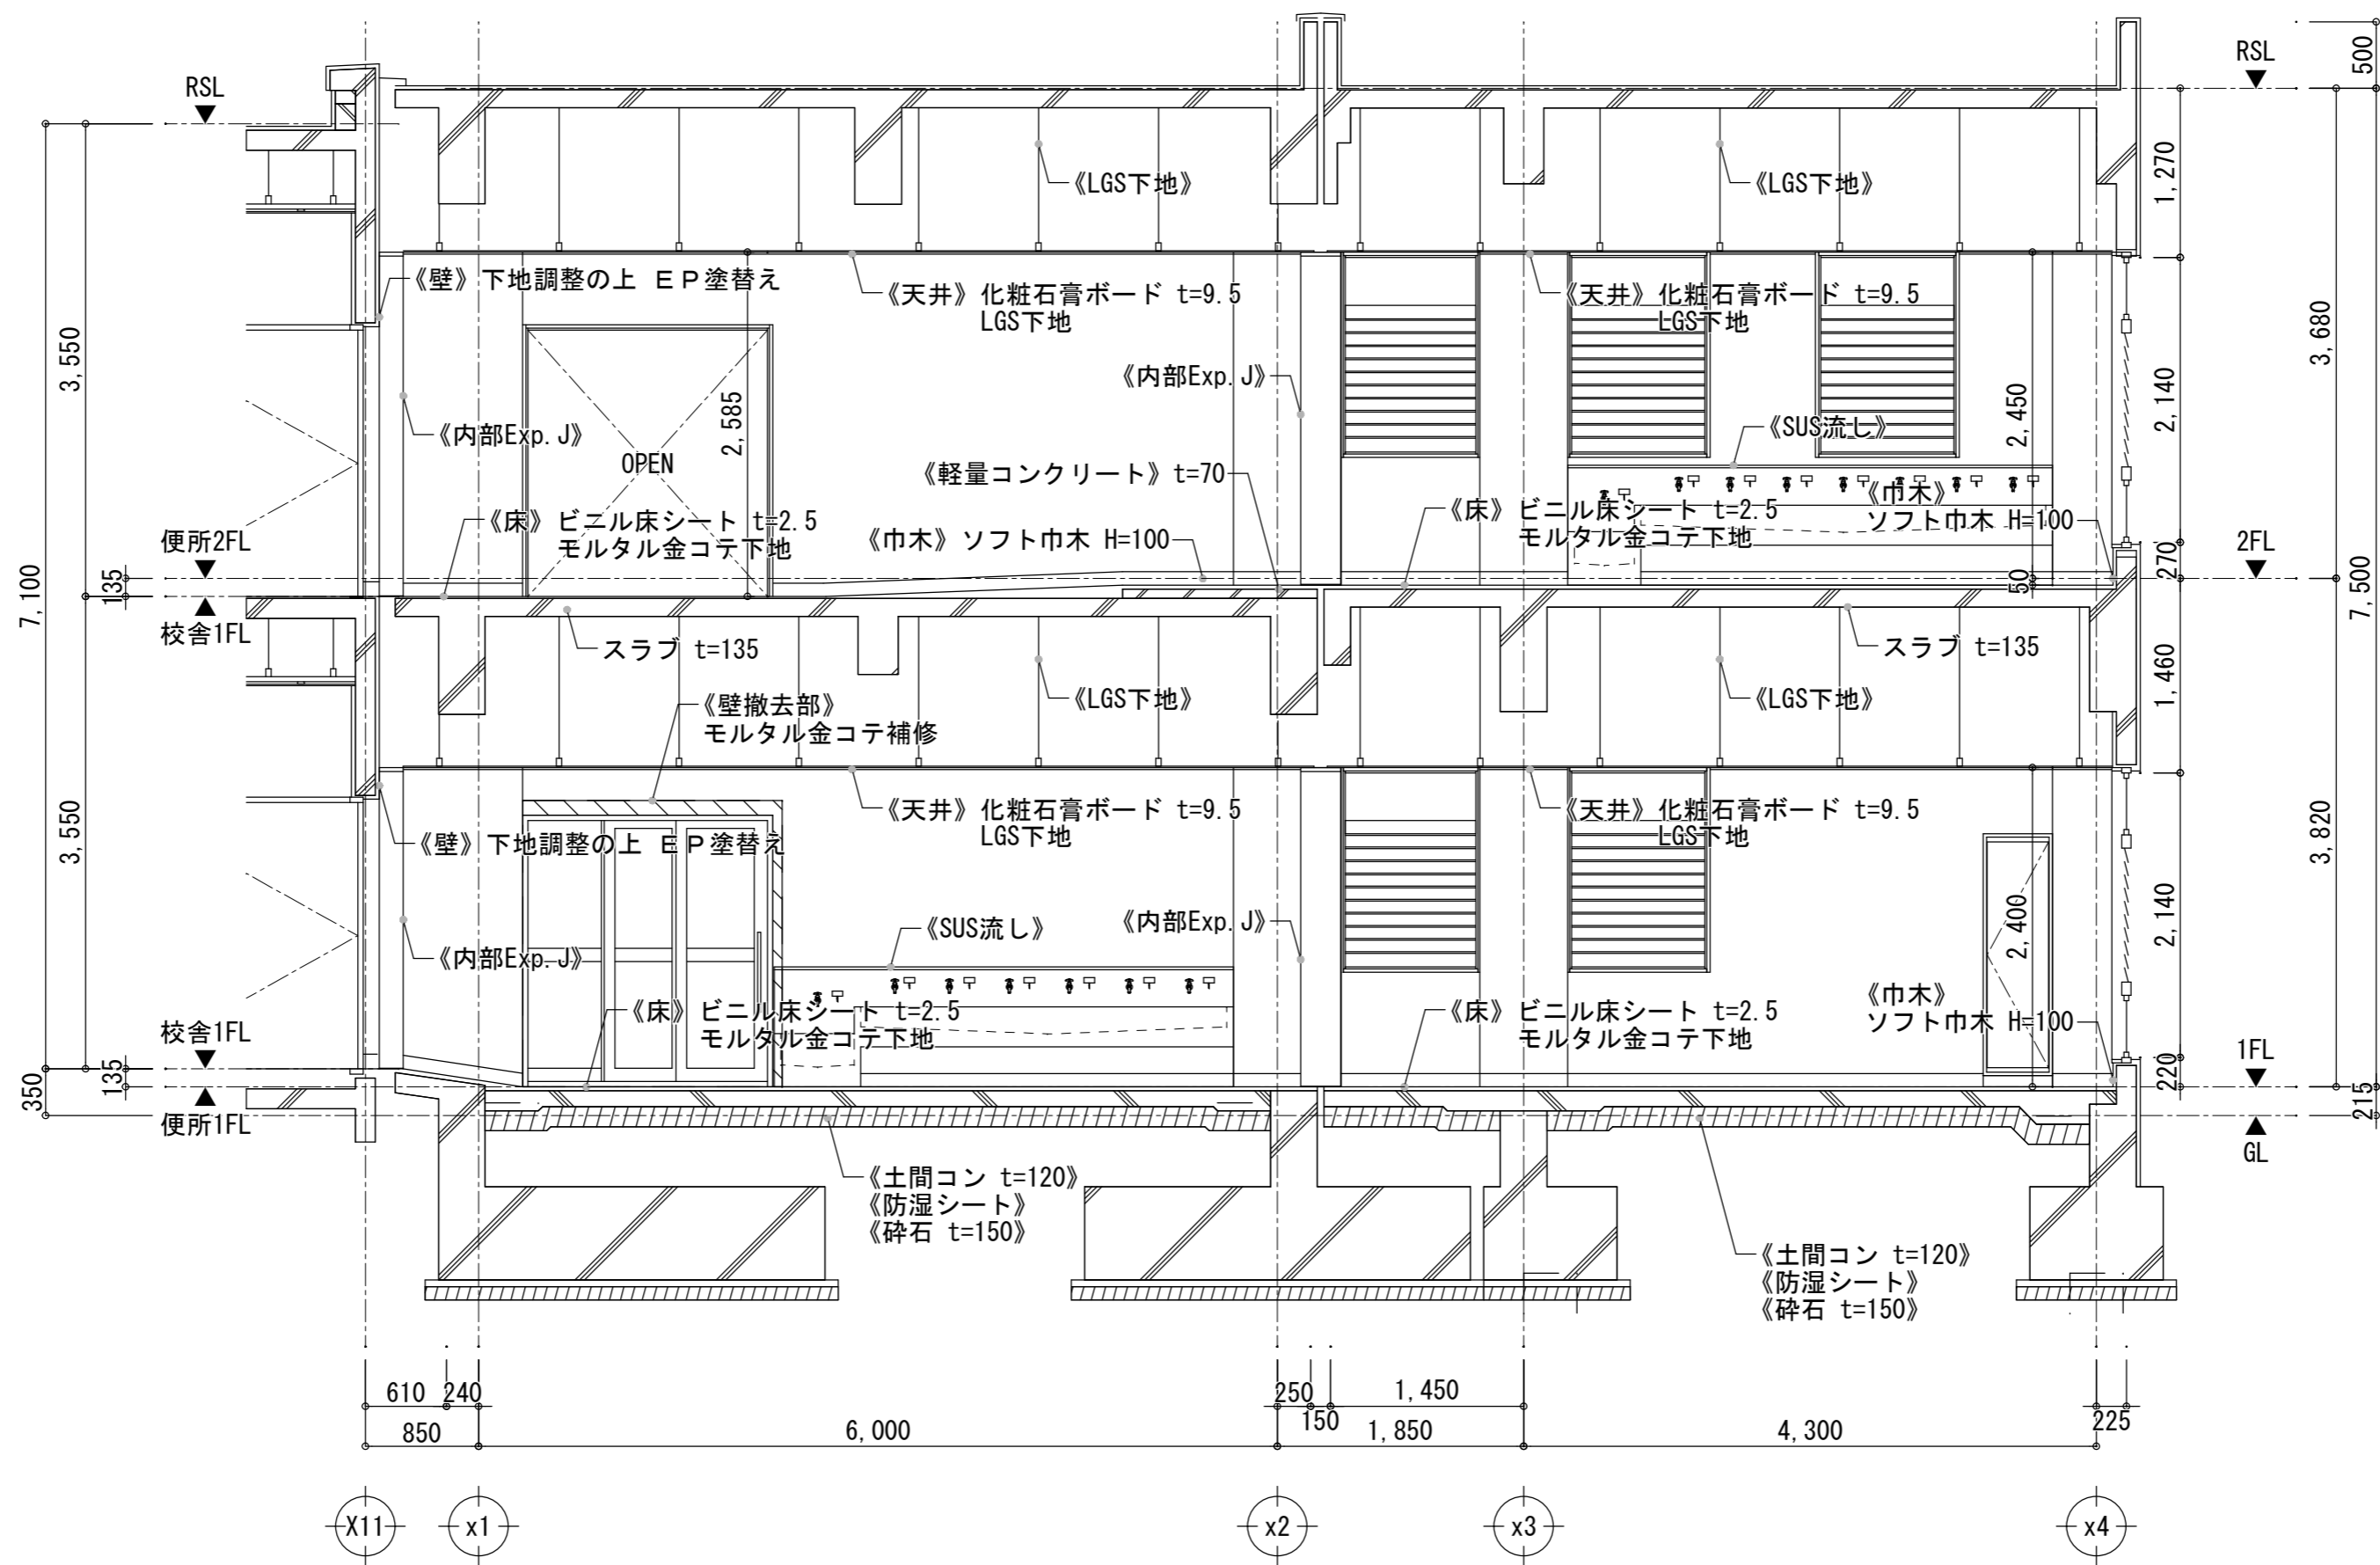 RSL
RSL
500
1,270
《LGS下地》
《LGS下地》
《壁》下地調整の上 ＥＰ塗替え
《天井》化粧石膏ボード t=9.5
LGS下地
《天井》化粧石膏ボード t=9.5
LGS下地
3,550
3,680
《内部Exp.J》
2,140
2,585
2,450
《内部Exp.J》
《SUS流し》
OPEN
《軽量コンクリート》t=70
《巾木》
ソフト巾木 H=100
《床》ビニル床シート t=2.5
モルタル金コテ下地
《床》ビニル床シート t=2.5
モルタル金コテ下地
《巾木》ソフト巾木 H=100
便所2FL
2FL
135
270
50
7,100
7,500
校舎1FL
スラブ t=135
スラブ t=135
1,460
《壁撤去部》
モルタル金コテ補修
《LGS下地》
《LGS下地》
《天井》化粧石膏ボード t=9.5
LGS下地
《天井》化粧石膏ボード t=9.5
LGS下地
3,550
3,820
《壁》下地調整の上 ＥＰ塗替え
《SUS流し》
《内部Exp.J》
2,400
2,140
《内部Exp.J》
《床》ビニル床シート t=2.5
モルタル金コテ下地
《床》ビニル床シート t=2.5
モルタル金コテ下地
《巾木》
ソフト巾木 H=100
校舎1FL
1FL
135
350
220
215
便所1FL
GL
《土間コン t=120》
《防湿シート》
《砕石 t=150》
《土間コン t=120》
《防湿シート》
《砕石 t=150》
610
240
250
150
1,450
225
850
6,000
1,850
4,300
X11
x1
x2
x3
x4